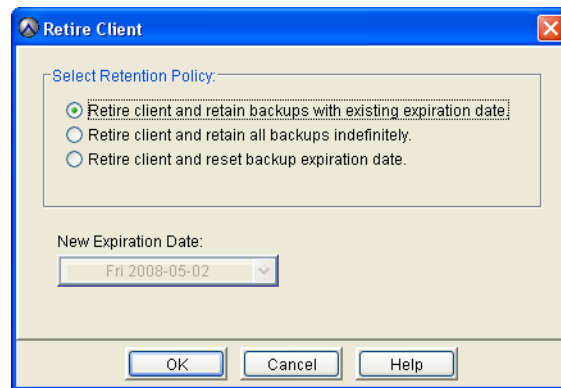 Retire Client
Select Retention Policy:
Retire client and retain backups with existing expiration date.
Retire client and retain all backups indefinitely.
Retire client and reset backup expiration date.
New Expiration Date:
Fri 2008-05-02
OK Cancel Help